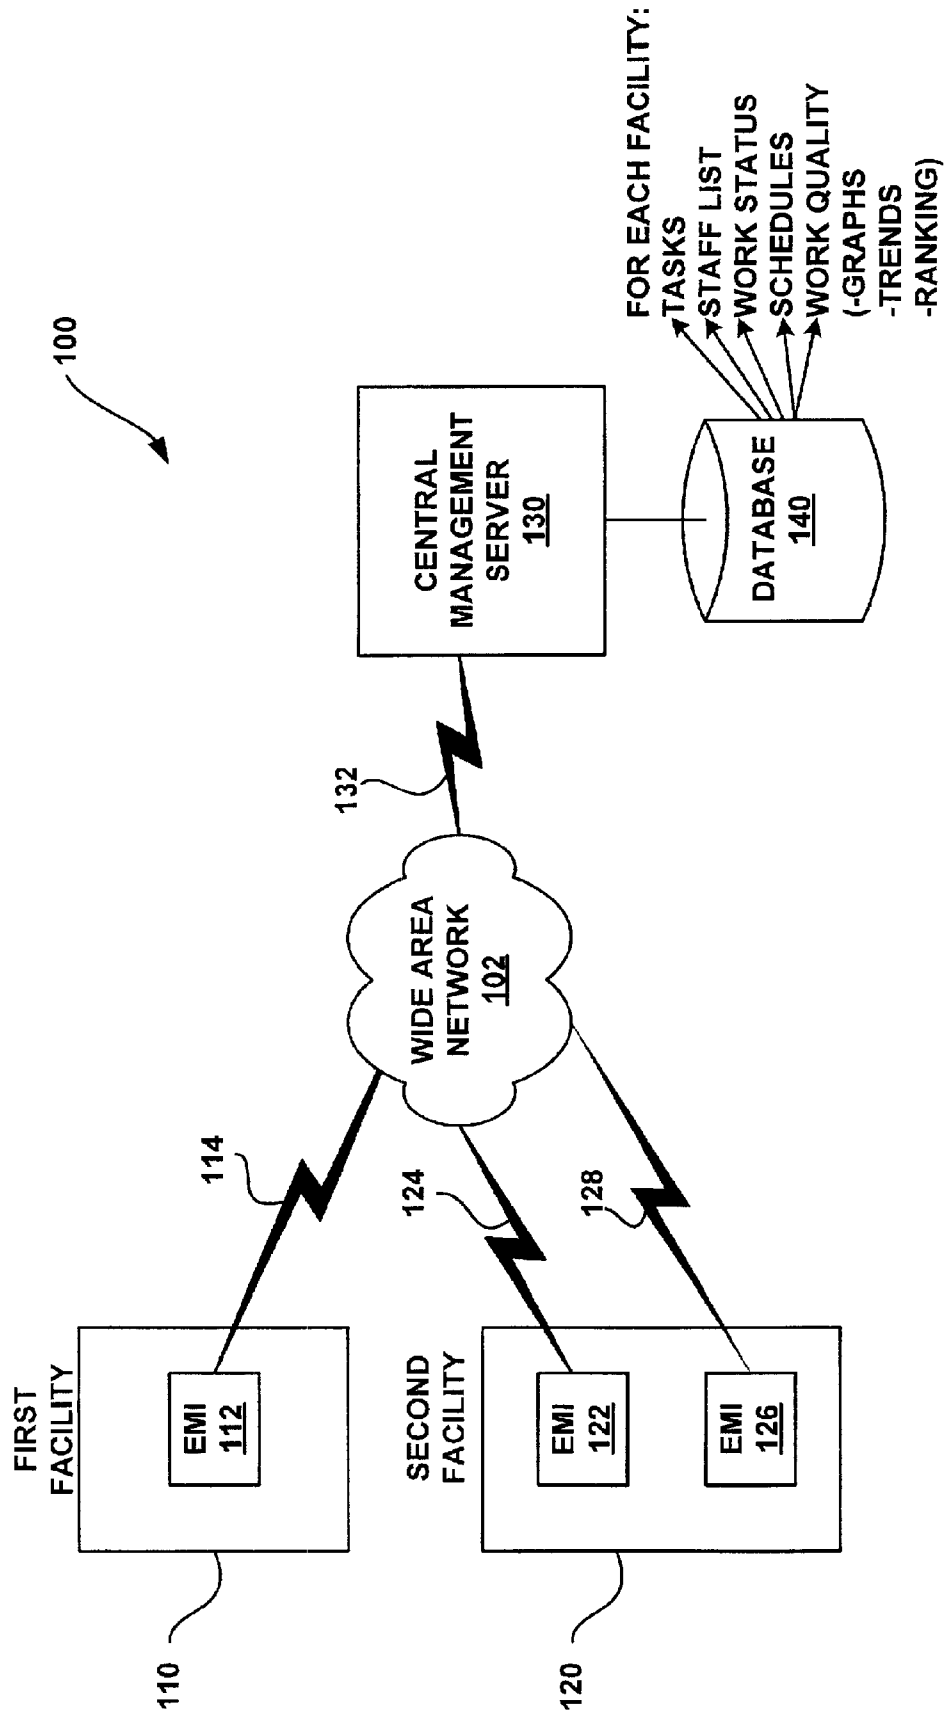 100
FIRST
FACILITY
EMI
112
110
114
SECOND
FACILITY
EMI
122
EMI
126
120
124
128
WIDE AREA
NETWORK
102
132
CENTRAL
MANAGEMENT
SERVER
130
DATABASE
140
FOR EACH FACILITY:
TASKS
STAFF LIST
WORK STATUS
SCHEDULES
WORK QUALITY
(-GRAPHS
-TRENDS
-RANKING)